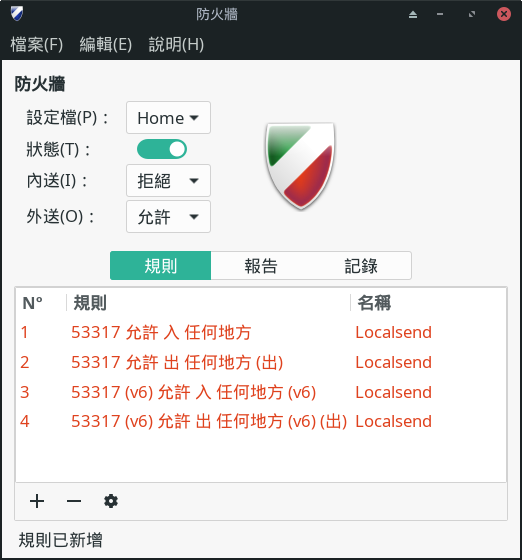 防火牆
檔案(F) 編輯(E) 說明(H)
防火牆
設定檔(P)： Home
狀態(T)：
內送(I)： 拒絕
外送(O)： 允許
規則 報告 記錄
Nº 規則 名稱
1 53317 允許 入 任何地方 Localsend
2 53317 允許 出 任何地方 (出) Localsend
3 53317 (v6) 允許 入 任何地方 (v6) Localsend
4 53317 (v6) 允許 出 任何地方 (v6) (出) Localsend
規則已新增